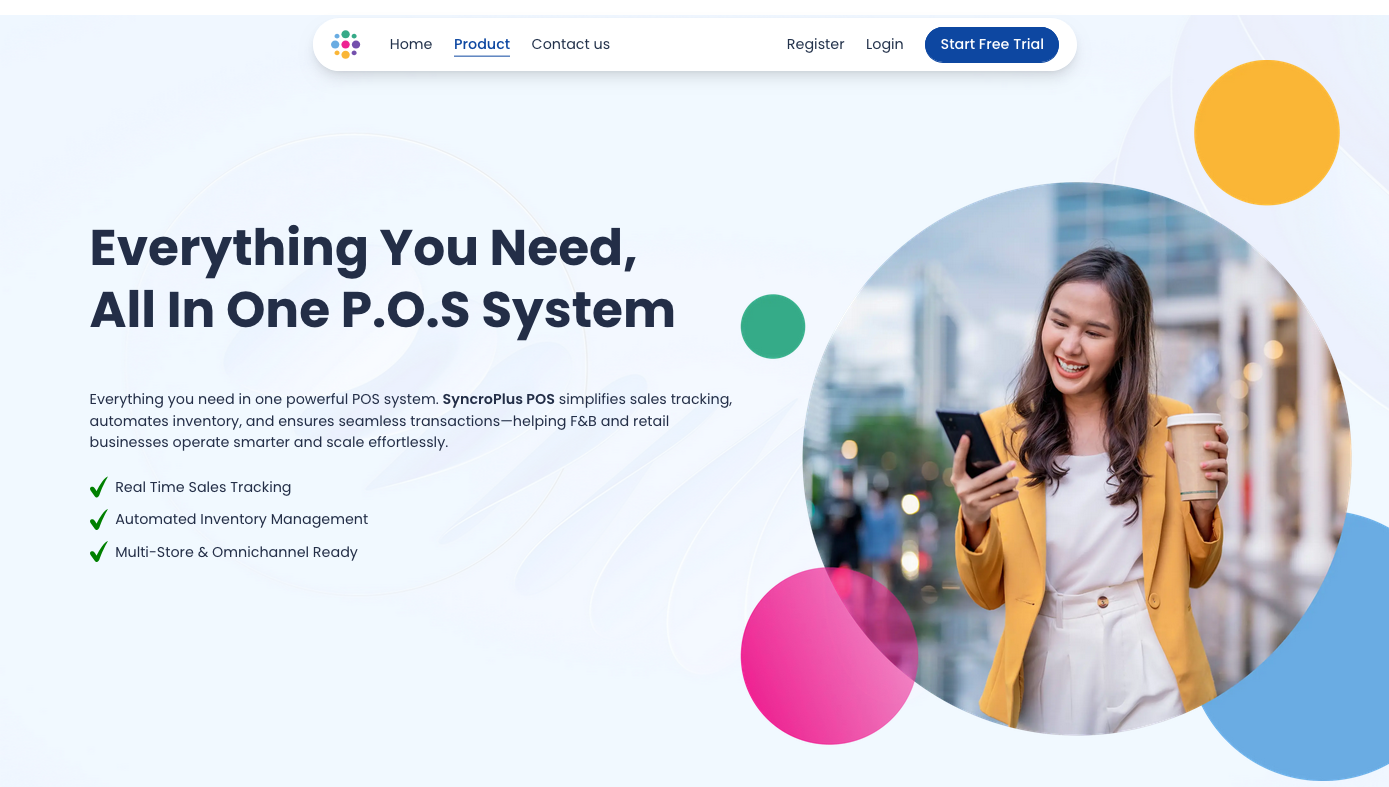 Home Product Contact us Register Login Start Free Trial
Everything You Need,
All In One P.O.S System
Everything you need in one powerful POS system. SyncroPlus POS simplifies sales tracking,
automates inventory, and ensures seamless transactions—helping F&B and retail
businesses operate smarter and scale effortlessly.
Real Time Sales Tracking
Automated Inventory Management
Multi-Store & Omnichannel Ready